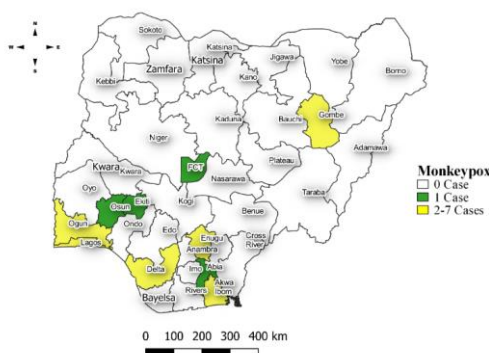 N
W
E
S
Sokoto
Katsina
Katsina
Jigawa
Yobe
Borno
Kebbi
Zamfara
Kano
Kaduna
Bauchi
Gombe
Adamawa
Niger
FCT
Plateau
Nasarawa
Taraba
Kwara
Kwara
Oyo
Kogi
Benue
Osun
Ekiti
Ondo
Ogun
Lagos
Edo
Enugu
Anambra
Cross
River
Delta
Imo
Abia
Bayelsa
Rivers
Akwa
Ibom
Monkeypox
0 Case
1 Case
2-7 Cases
0 100 200 300 400 km